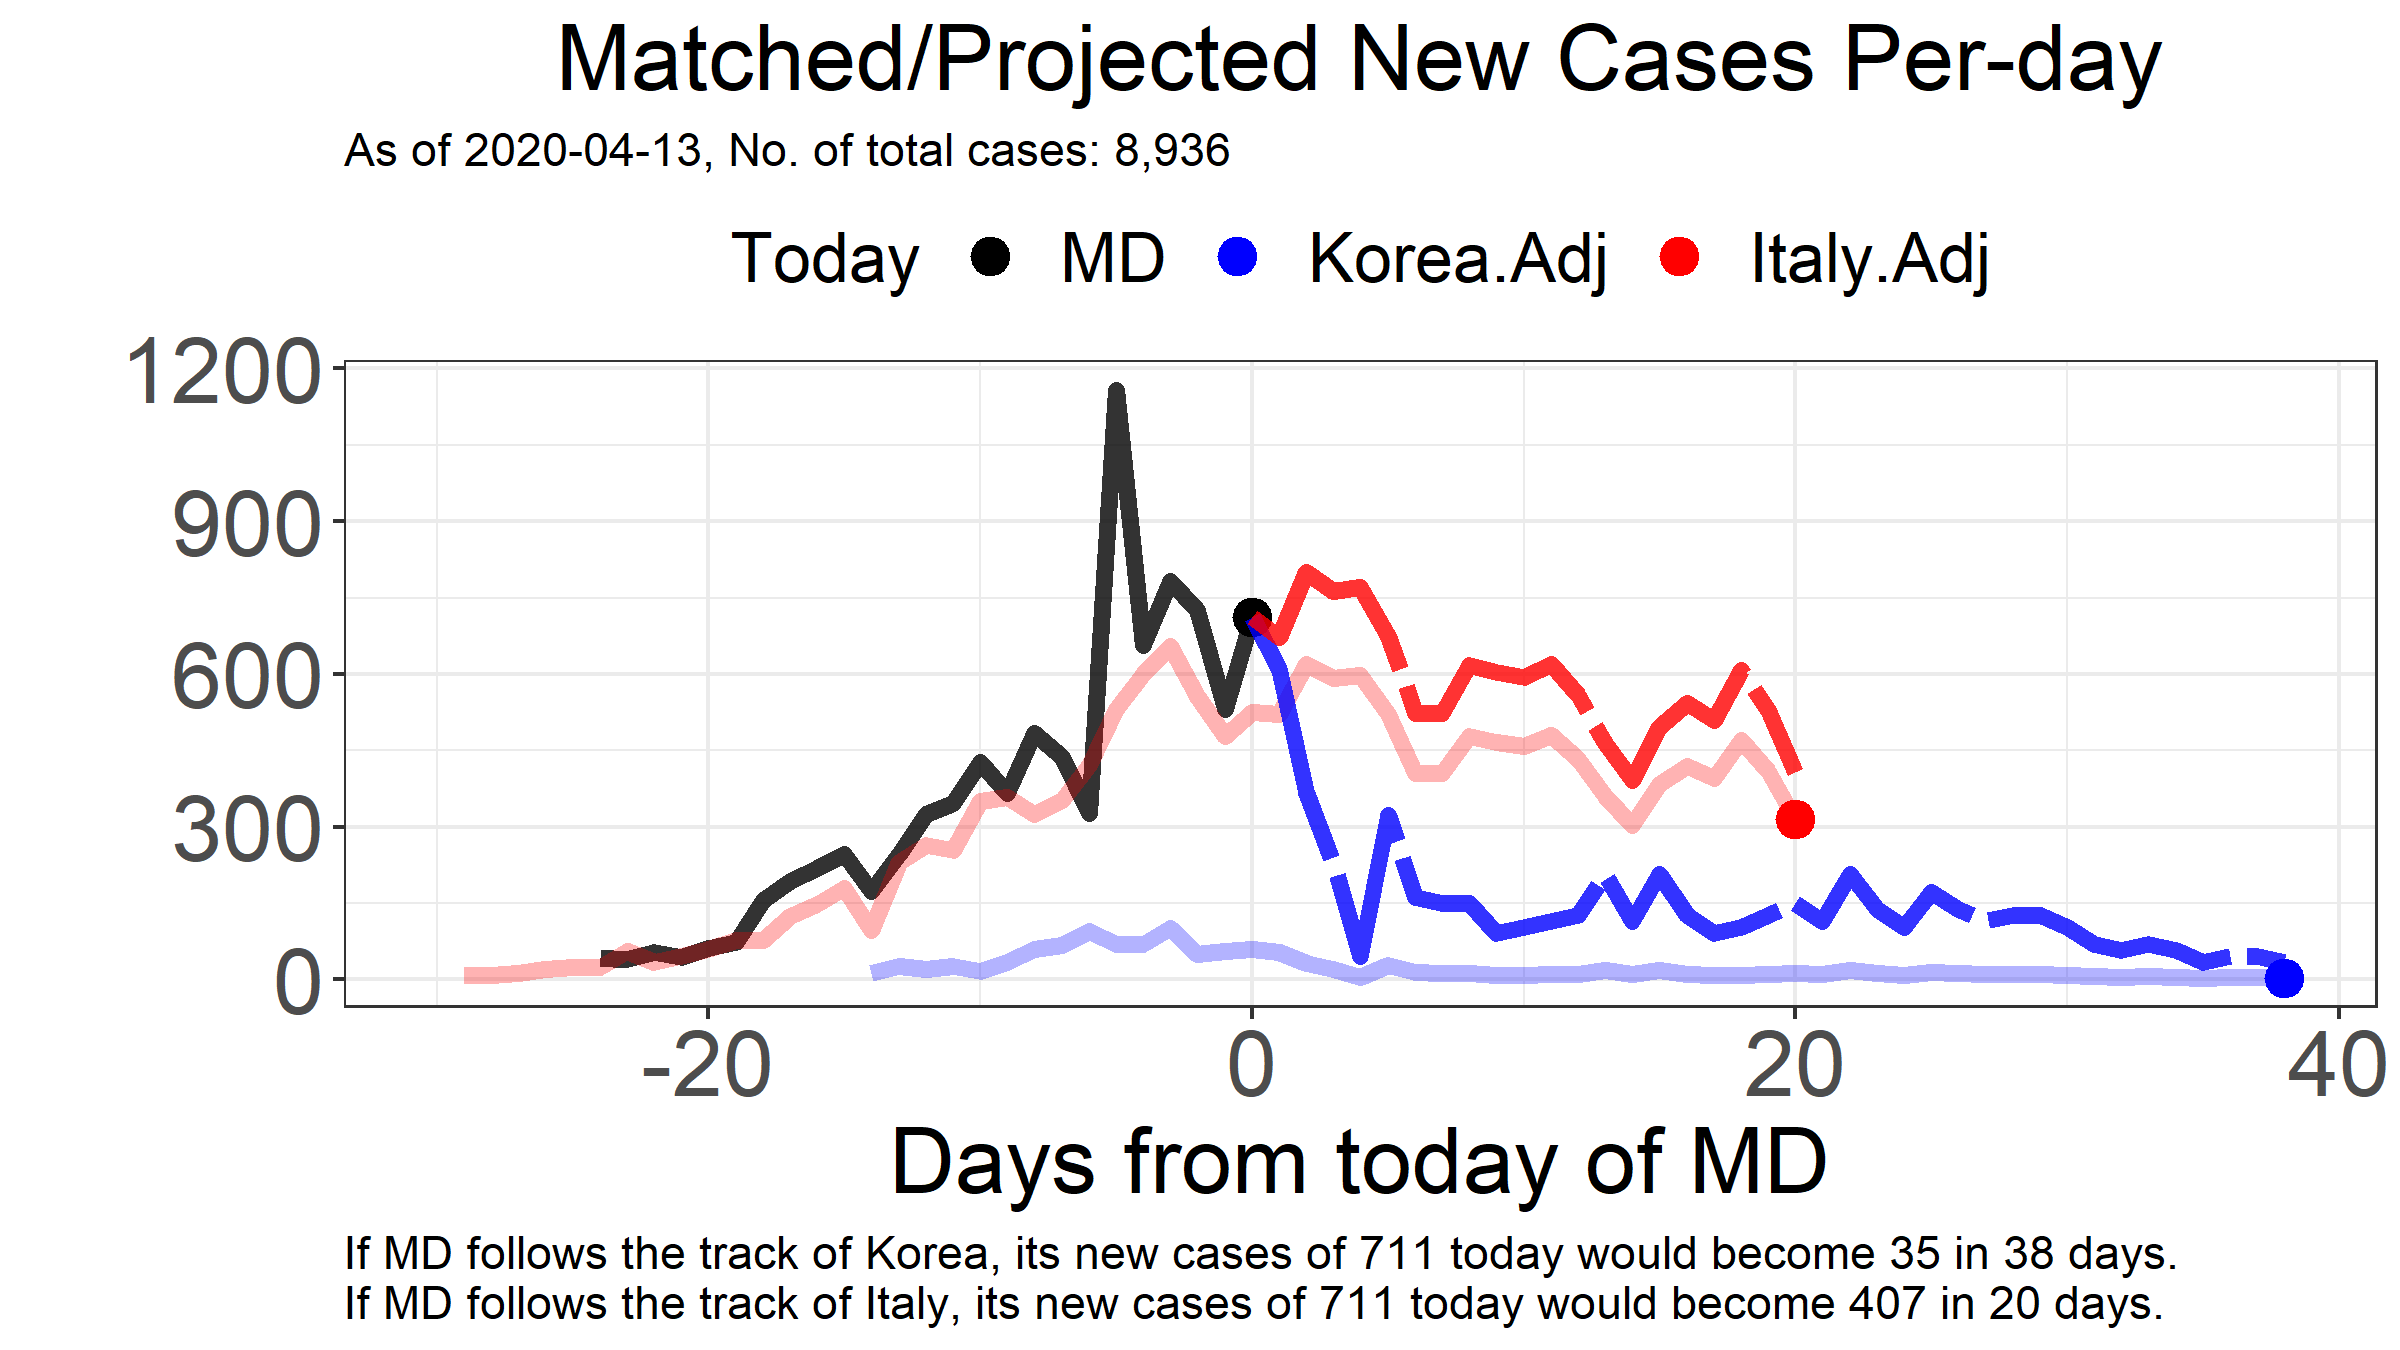 Matched/Projected New Cases Per-day
As of 2020-04-13, No. of total cases: 8,936
Today MD Korea.Adj Italy.Adj
1200
900
600
300
0
-20 0 20 40
Days from today of MD
If MD follows the track of Korea, its new cases of 711 today would become 35 in 38 days.
If MD follows the track of Italy, its new cases of 711 today would become 407 in 20 days.